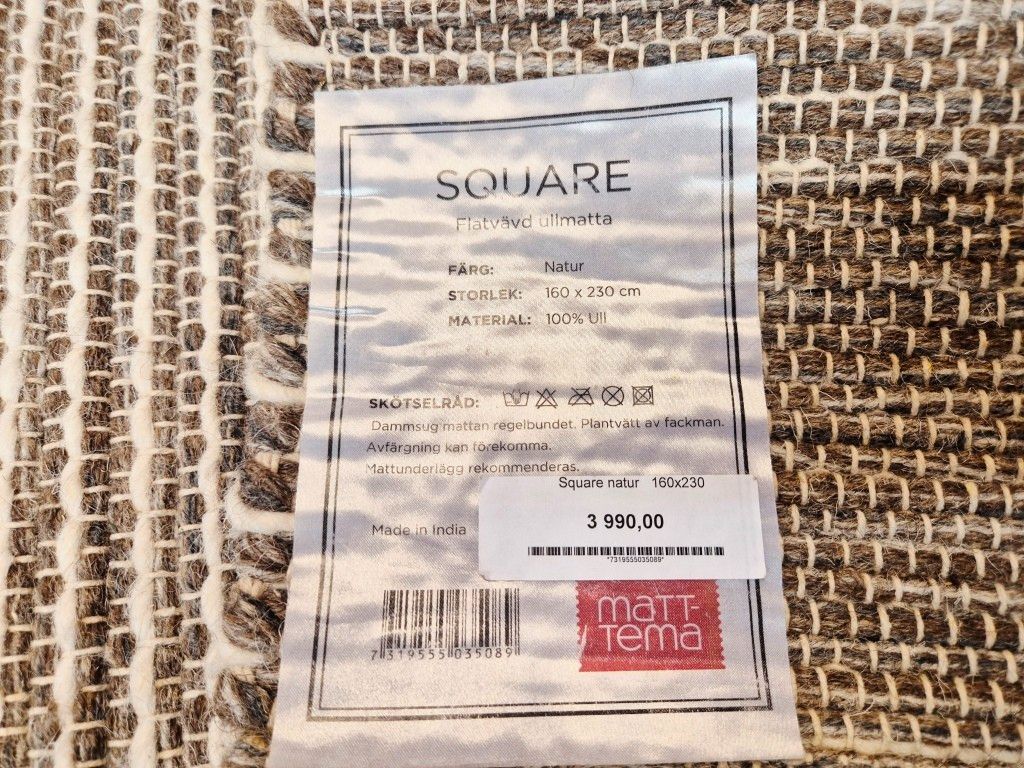 SQUARE
Flatvävd ullmatta
FÄRG: Natur
STORLEK: 160 x 230 cm
MATERIAL: 100% Ull
SKÖTSELRÅD:
Dammsug mattan regelbundet. Plantvätt av fackman.
Avfärgning kan förekomma.
Mattunderlägg rekommenderas.
Square natur 160x230
3 990,00
*7319555035089*
Made in India
7 319555 035089
MATT-
TEMA